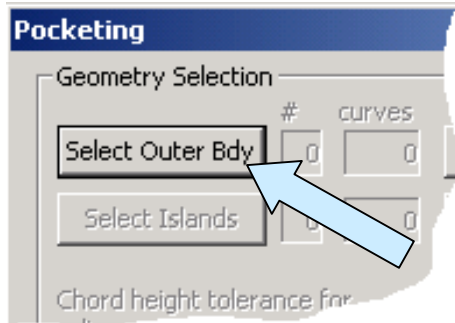 Pocketing
Geometry Selection
# curves
Select Outer Bdy 0 0
Select Islands 0 0
Chord height tolerance for